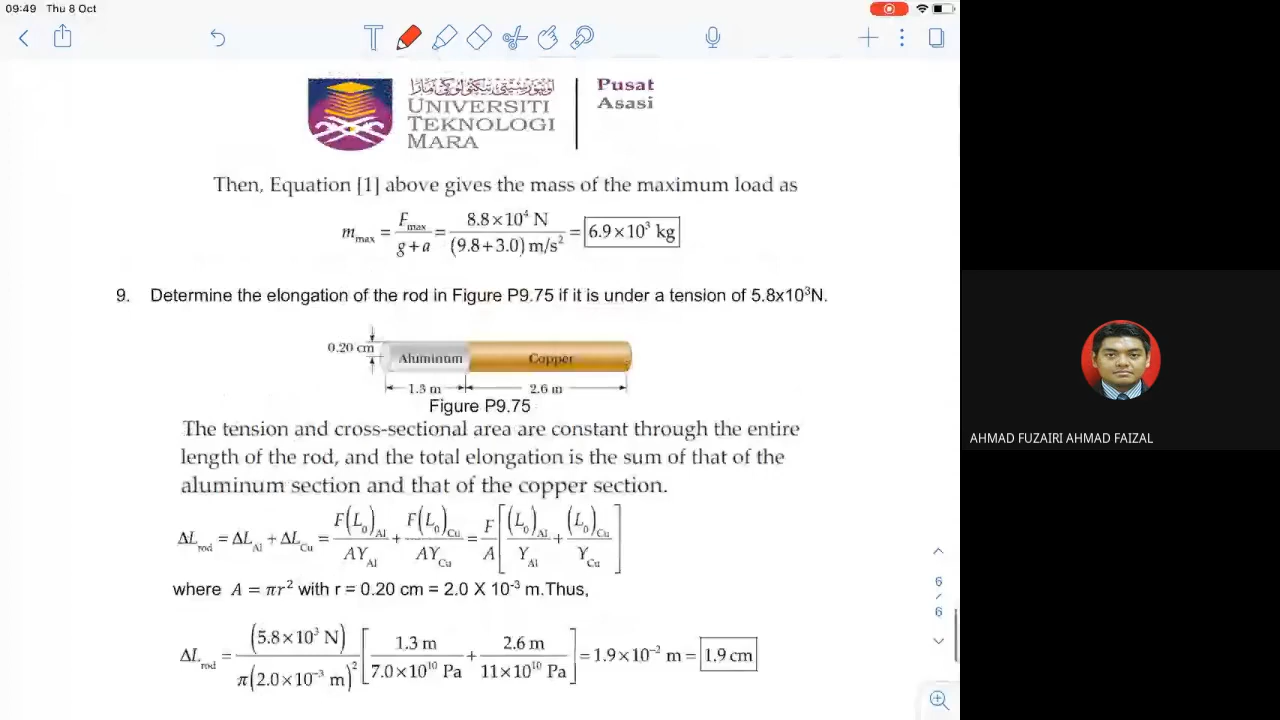 09:49 Thu 8 Oct
اونيۏرسيتي تيكنولوڬي مارا
UNIVERSITI
TEKNOLOGI
MARA
Pusat
Asasi
Then, Equation [1] above gives the mass of the maximum load as
m_max = F_max / (g + a) = 8.8×10⁴ N / (9.8+3.0) m/s² = 6.9×10³ kg
9. Determine the elongation of the rod in Figure P9.75 if it is under a tension of 5.8x10³N.
0.20 cm
Aluminum Copper
1.3 m 2.6 m
Figure P9.75
The tension and cross-sectional area are constant through the entire
length of the rod, and the total elongation is the sum of that of the
aluminum section and that of the copper section.
ΔL_rod = ΔL_Al + ΔL_Cu = F(L₀)_Al / AY_Al + F(L₀)_Cu / AY_Cu = F/A [ (L₀)_Al / Y_Al + (L₀)_Cu / Y_Cu ]
where A = πr² with r = 0.20 cm = 2.0 X 10⁻³ m.Thus,
ΔL_rod = (5.8×10³ N) / π(2.0×10⁻³ m)² [ 1.3 m / 7.0×10¹⁰ Pa + 2.6 m / 11×10¹⁰ Pa ] = 1.9×10⁻² m = 1.9 cm
6
/
6
AHMAD FUZAIRI AHMAD FAIZAL